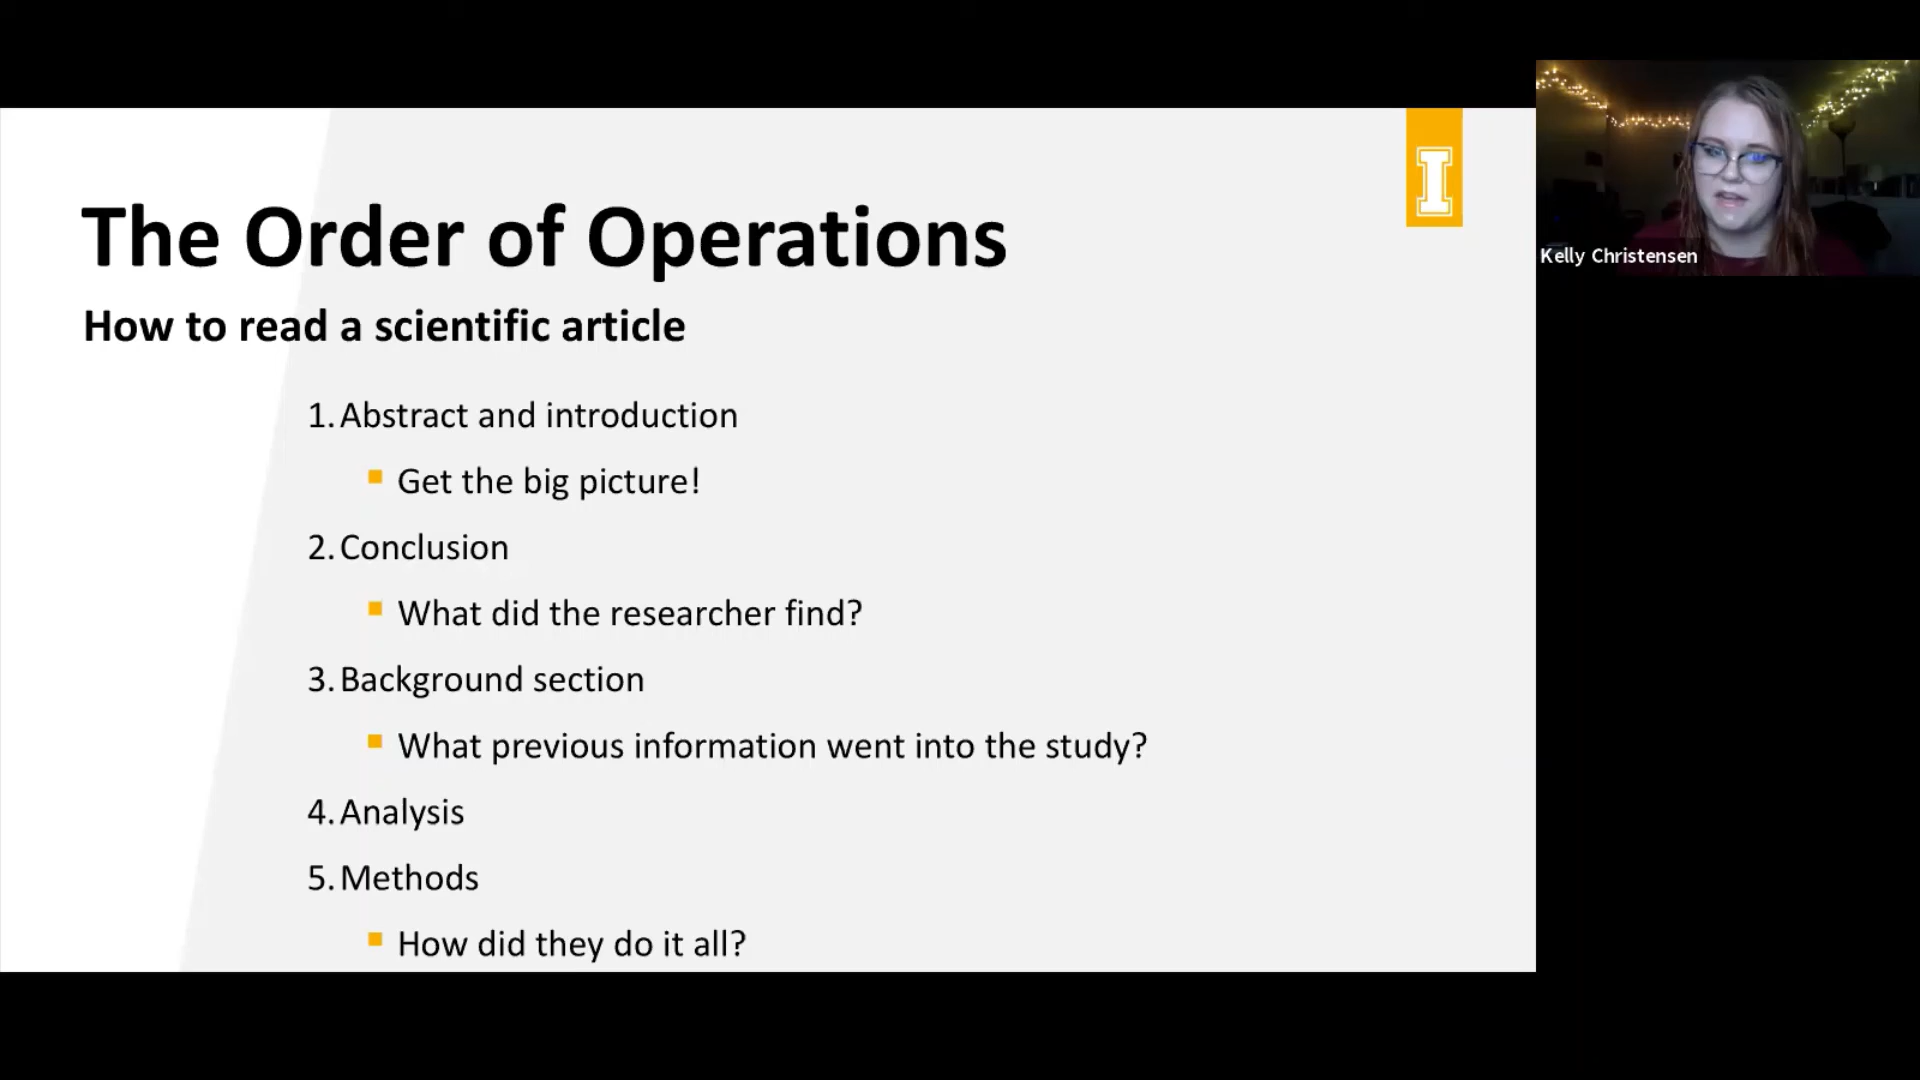 The Order of Operations
How to read a scientific article
1. Abstract and introduction
Get the big picture!
2. Conclusion
What did the researcher find?
3. Background section
What previous information went into the study?
4. Analysis
5. Methods
How did they do it all?
I
Kelly Christensen